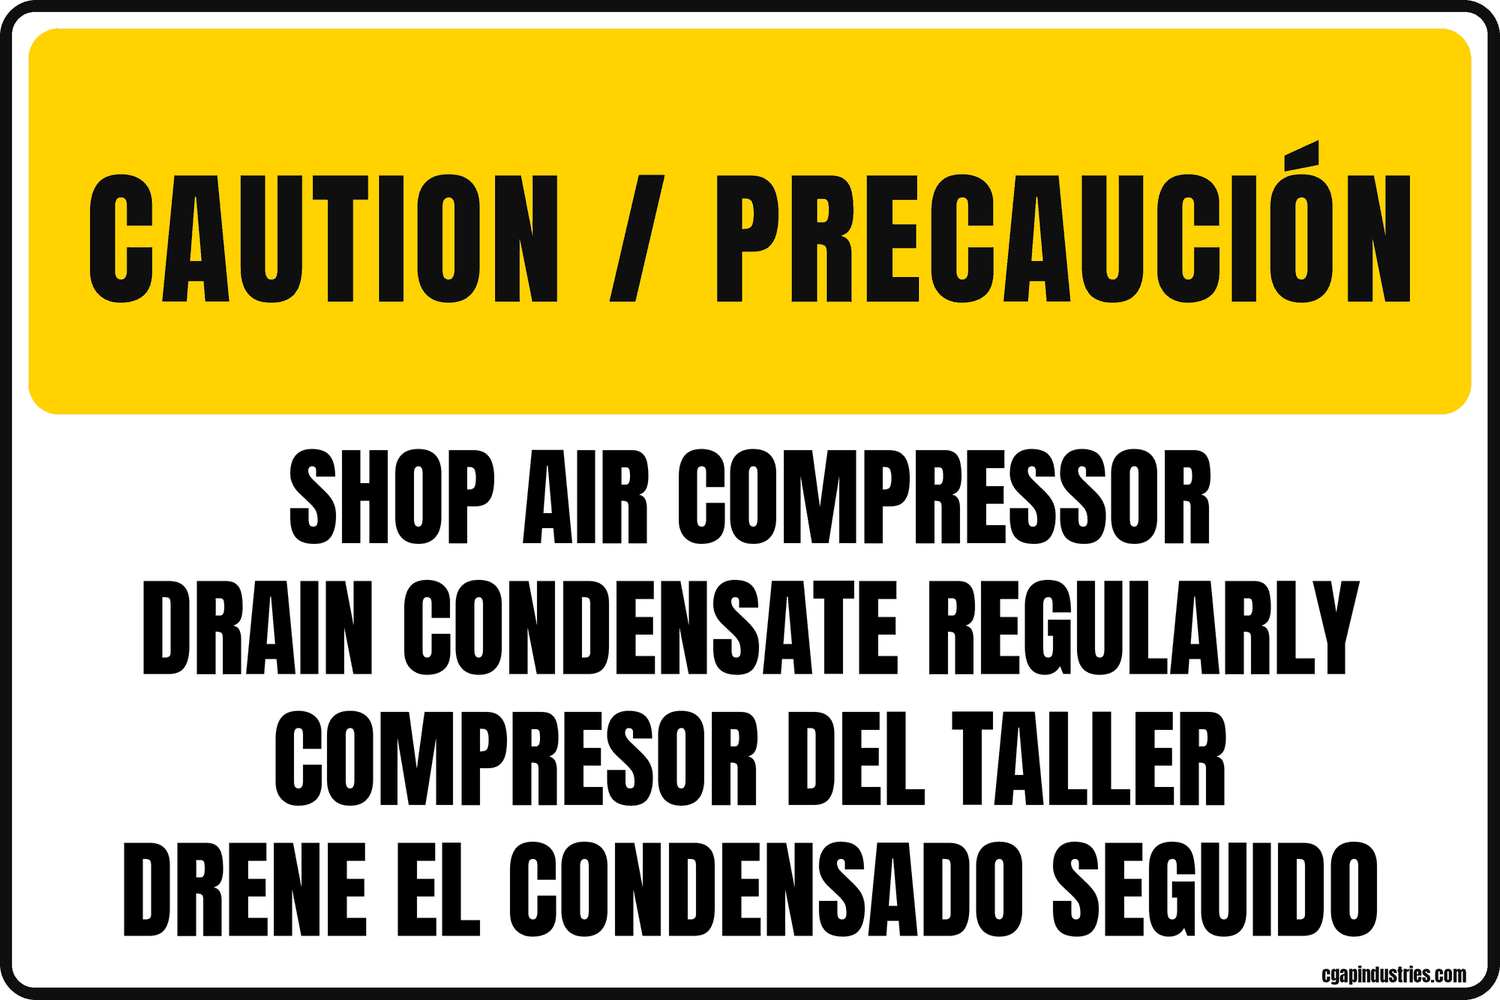 CAUTION / PRECAUCIÓN
SHOP AIR COMPRESSOR
DRAIN CONDENSATE REGULARLY
COMPRESOR DEL TALLER
DRENE EL CONDENSADO SEGUIDO
cgapindustries.com